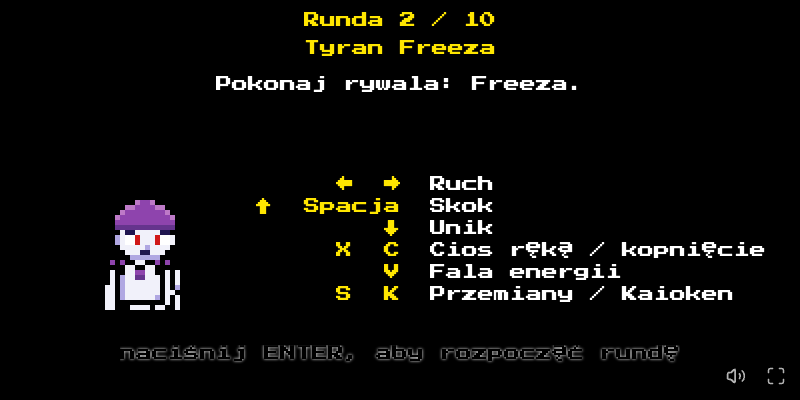 Runda 2 / 10
Tyran Freeza
Pokonaj rywala: Freeza.
← → Ruch
↑ Spacja Skok
↓ Unik
X C Cios ręką / kopnięcie
V Fala energii
S K Przemiany / Kaioken
naciśnij ENTER, aby rozpocząć rundę